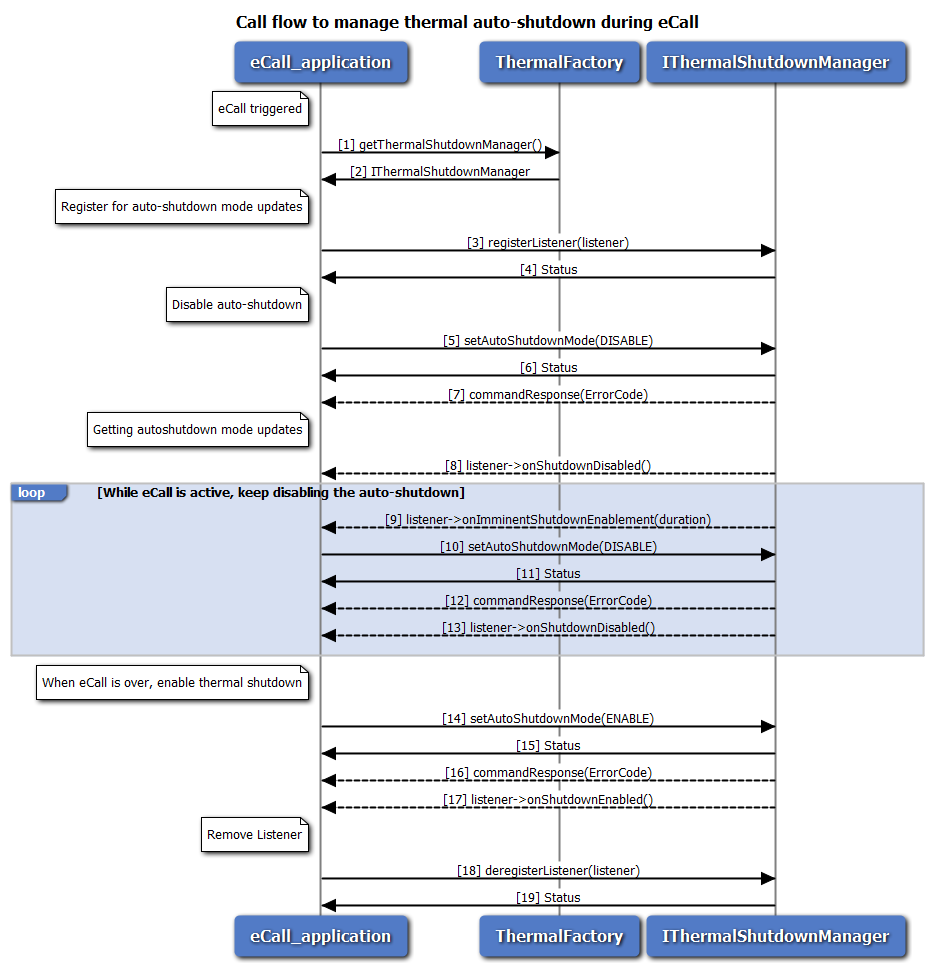 Call flow to manage thermal auto-shutdown during eCall
eCall_application
ThermalFactory
IThermalShutdownManager
eCall triggered
[1] getThermalShutdownManager()
[2] IThermalShutdownManager
Register for auto-shutdown mode updates
[3] registerListener(listener)
[4] Status
Disable auto-shutdown
[5] setAutoShutdownMode(DISABLE)
[6] Status
[7] commandResponse(ErrorCode)
Getting autoshutdown mode updates
[8] listener->onShutdownDisabled()
loop
[While eCall is active, keep disabling the auto-shutdown]
[9] listener->onImminentShutdownEnablement(duration)
[10] setAutoShutdownMode(DISABLE)
[11] Status
[12] commandResponse(ErrorCode)
[13] listener->onShutdownDisabled()
When eCall is over, enable thermal shutdown
[14] setAutoShutdownMode(ENABLE)
[15] Status
[16] commandResponse(ErrorCode)
[17] listener->onShutdownEnabled()
Remove Listener
[18] deregisterListener(listener)
[19] Status
eCall_application
ThermalFactory
IThermalShutdownManager